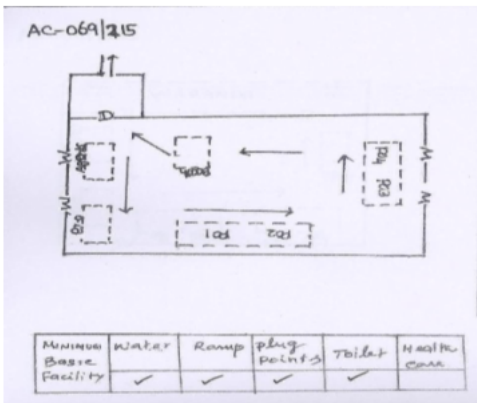 AC-069/215
D
W
W
W
W
PO4
PO3
PO1 PO2
Minimum Basic Facility
Water
Ramp
Plug Points
Toilet
Health Care
✓ ✓ ✓ ✓